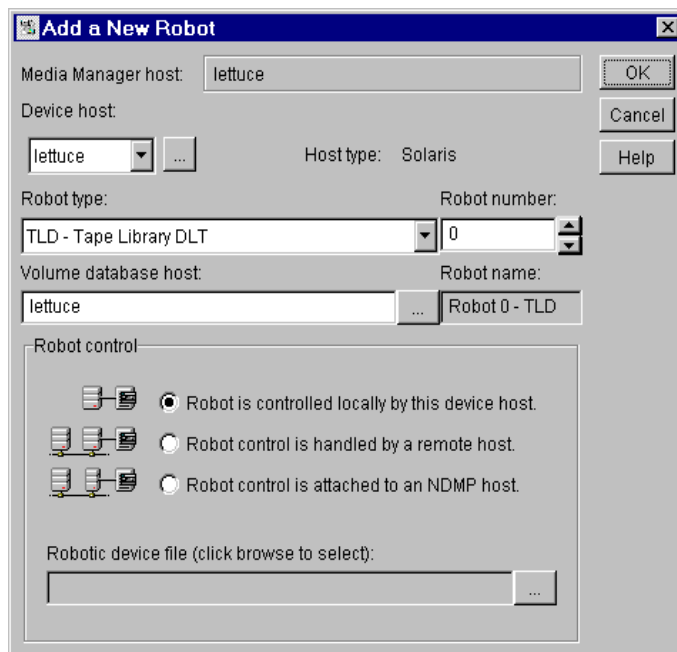 Add a New Robot
Media Manager host: lettuce
OK
Device host:
Cancel
lettuce ... Host type: Solaris
Help
Robot type: Robot number:
TLD - Tape Library DLT 0
Volume database host: Robot name:
lettuce ... Robot 0 - TLD
Robot control
Robot is controlled locally by this device host.
Robot control is handled by a remote host.
Robot control is attached to an NDMP host.
Robotic device file (click browse to select):
...